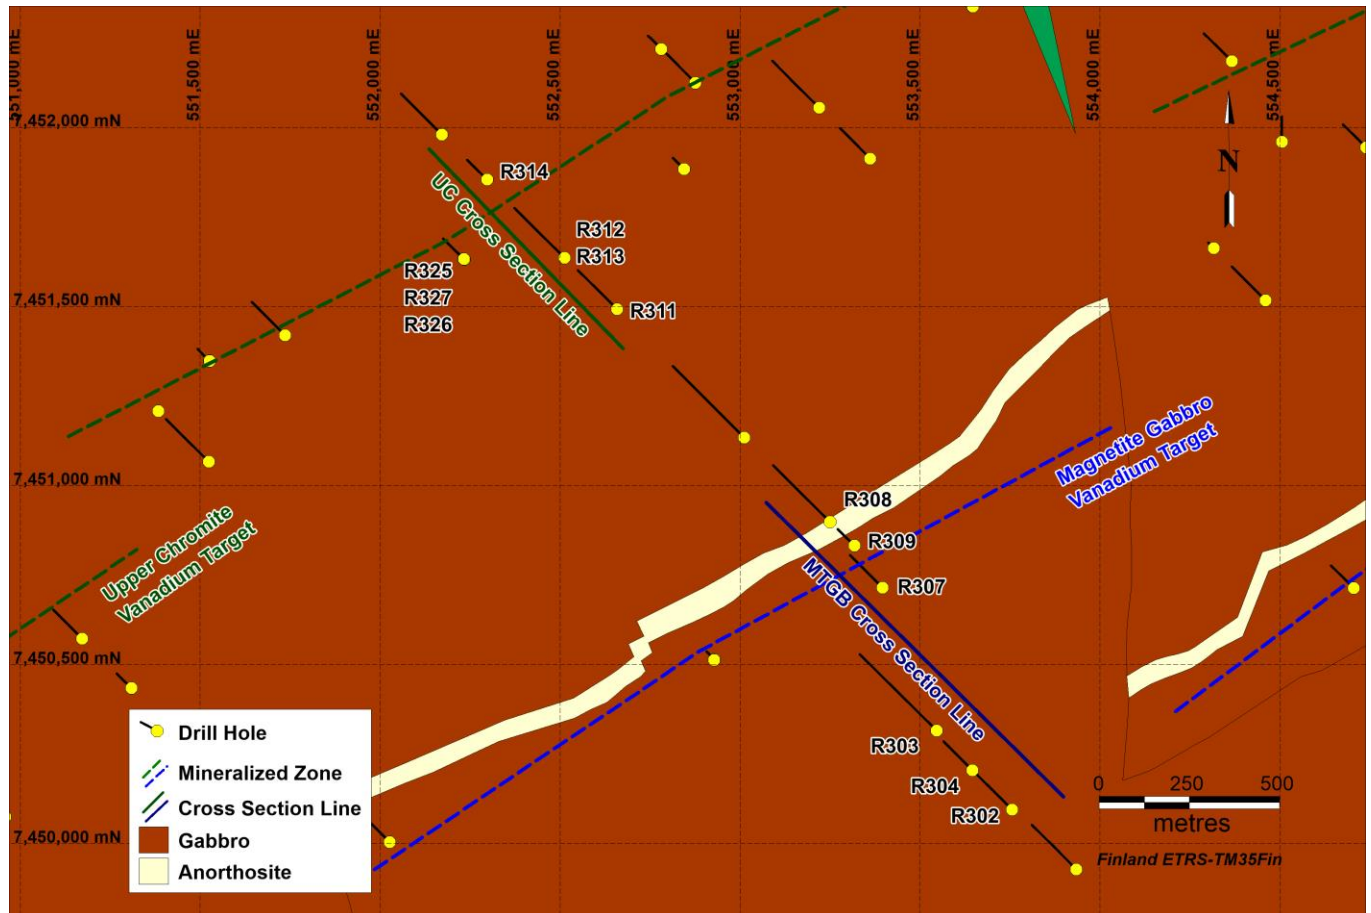 551,000 mE
551,500 mE
552,000 mE
552,500 mE
553,000 mE
553,500 mE
554,000 mE
554,500 mE
7,452,000 mN
N
R314
UC Cross Section Line
R312
R313
R325
R327
R326
7,451,500 mN
R311
Magnetite Gabbro
Vanadium Target
7,451,000 mN
R308
R309
R307
Upper Chromite
Vanadium Target
MTGB Cross Section Line
7,450,500 mN
R303
R304
R302
7,450,000 mN
Drill Hole
Mineralized Zone
Cross Section Line
Gabbro
Anorthosite
0 250 500
metres
Finland ETRS-TM35Fin